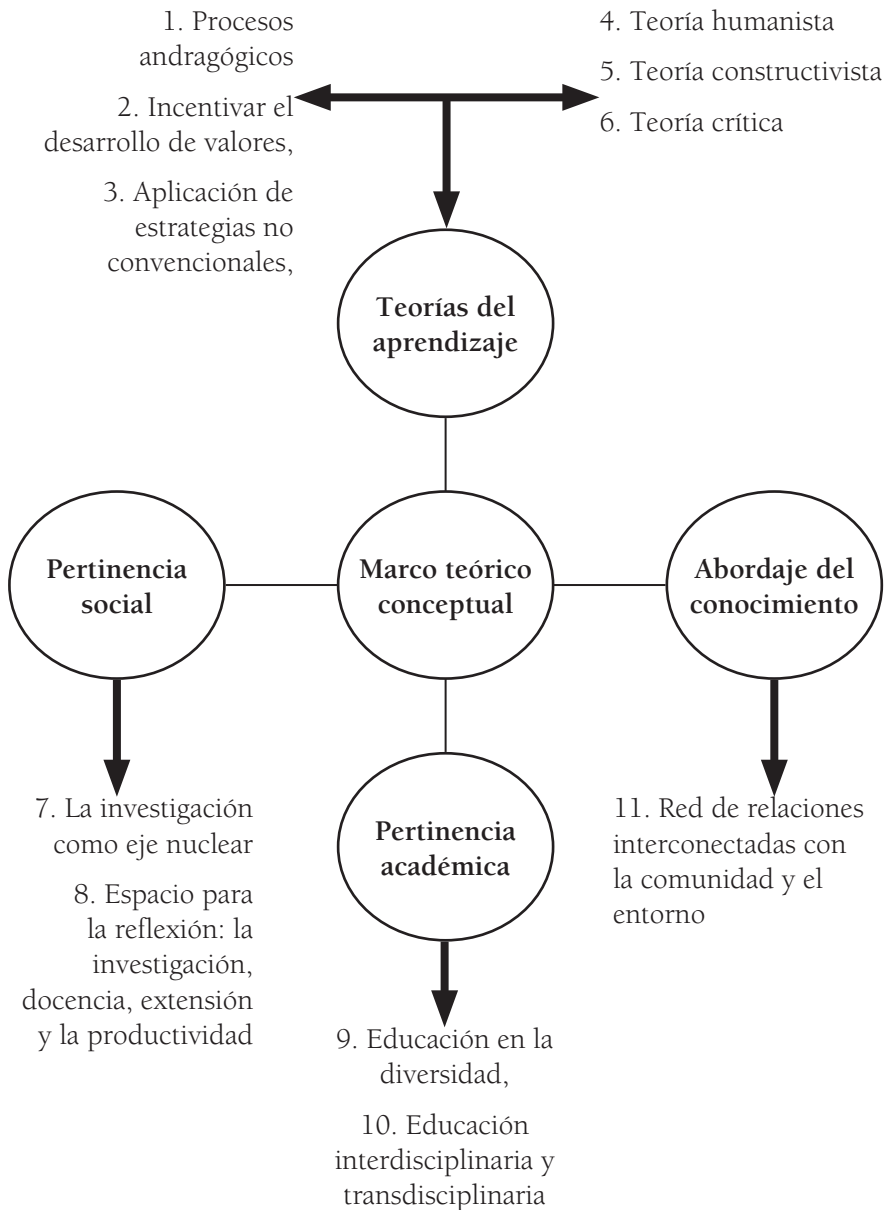 1. Procesos
andragógicos
2. Incentivar el
desarrollo de valores,
3. Aplicación de
estrategias no
convencionales,
4. Teoría humanista
5. Teoría constructivista
6. Teoría crítica
Teorías del
aprendizaje
Pertinencia
social
Marco teórico
conceptual
Abordaje del
conocimiento
7. La investigación
como eje nuclear
8. Espacio para
la reflexión: la
investigación,
docencia, extensión
y la productividad
Pertinencia
académica
11. Red de relaciones
interconectadas con
la comunidad y el
entorno
9. Educación en la
diversidad,
10. Educación
interdisciplinaria y
transdisciplinaria